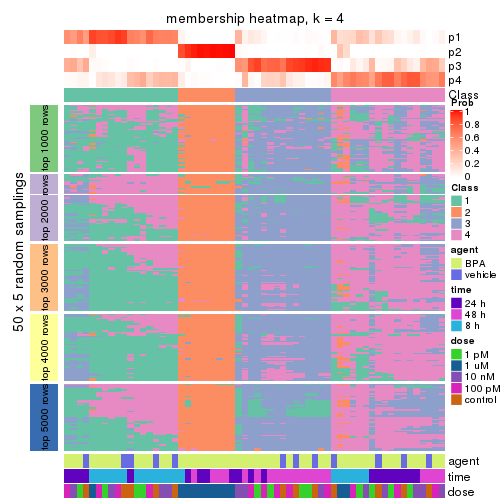 membership heatmap, k = 4
p1
p2
p3
p4
Class
50 x 5 random samplings
top 1000 rows
top 2000 rows
top 3000 rows
top 4000 rows
top 5000 rows
agent
time
dose
Prob
1
0.8
0.6
0.4
0.2
0
Class
1
2
3
4
agent
BPA
vehicle
time
24 h
48 h
8 h
dose
1 pM
1 uM
10 nM
100 pM
control